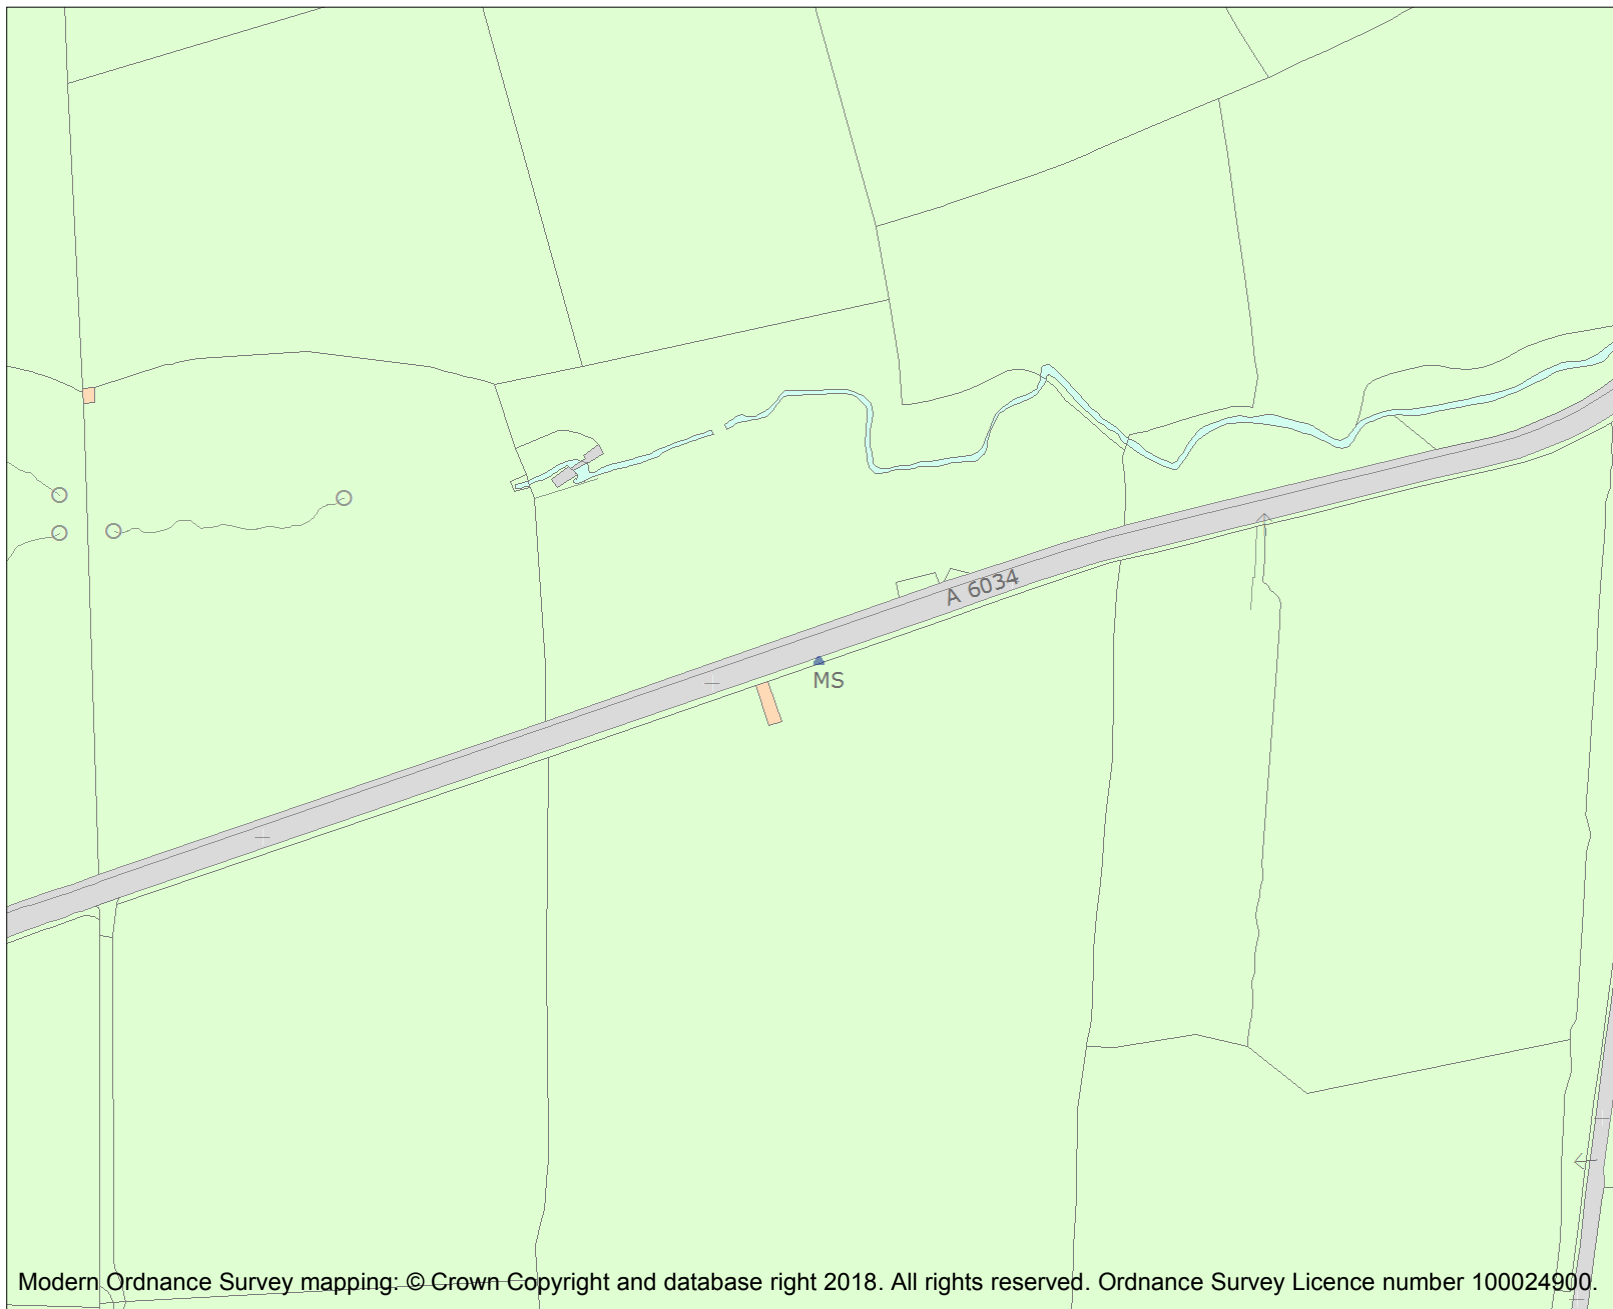 A 6034
MS
Modern Ordnance Survey mapping: © Crown Copyright and database right 2018. All rights reserved. Ordnance Survey Licence number 100024900.